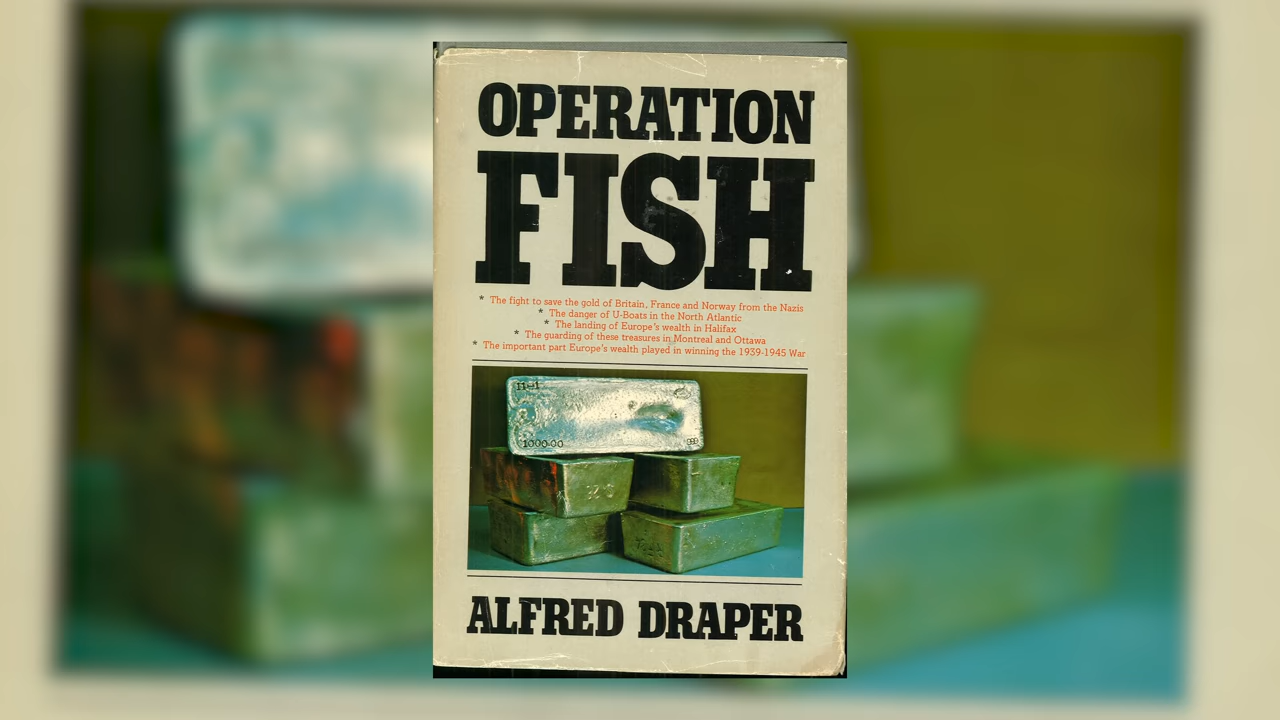 OPERATION
FISH
* The fight to save the gold of Britain, France and Norway from the Nazis
* The danger of U-Boats in the North Atlantic
* The landing of Europe's wealth in Halifax
* The guarding of these treasures in Montreal and Ottawa
* The important part Europe's wealth played in winning the 1939-1945 War
1000-00
ALFRED DRAPER